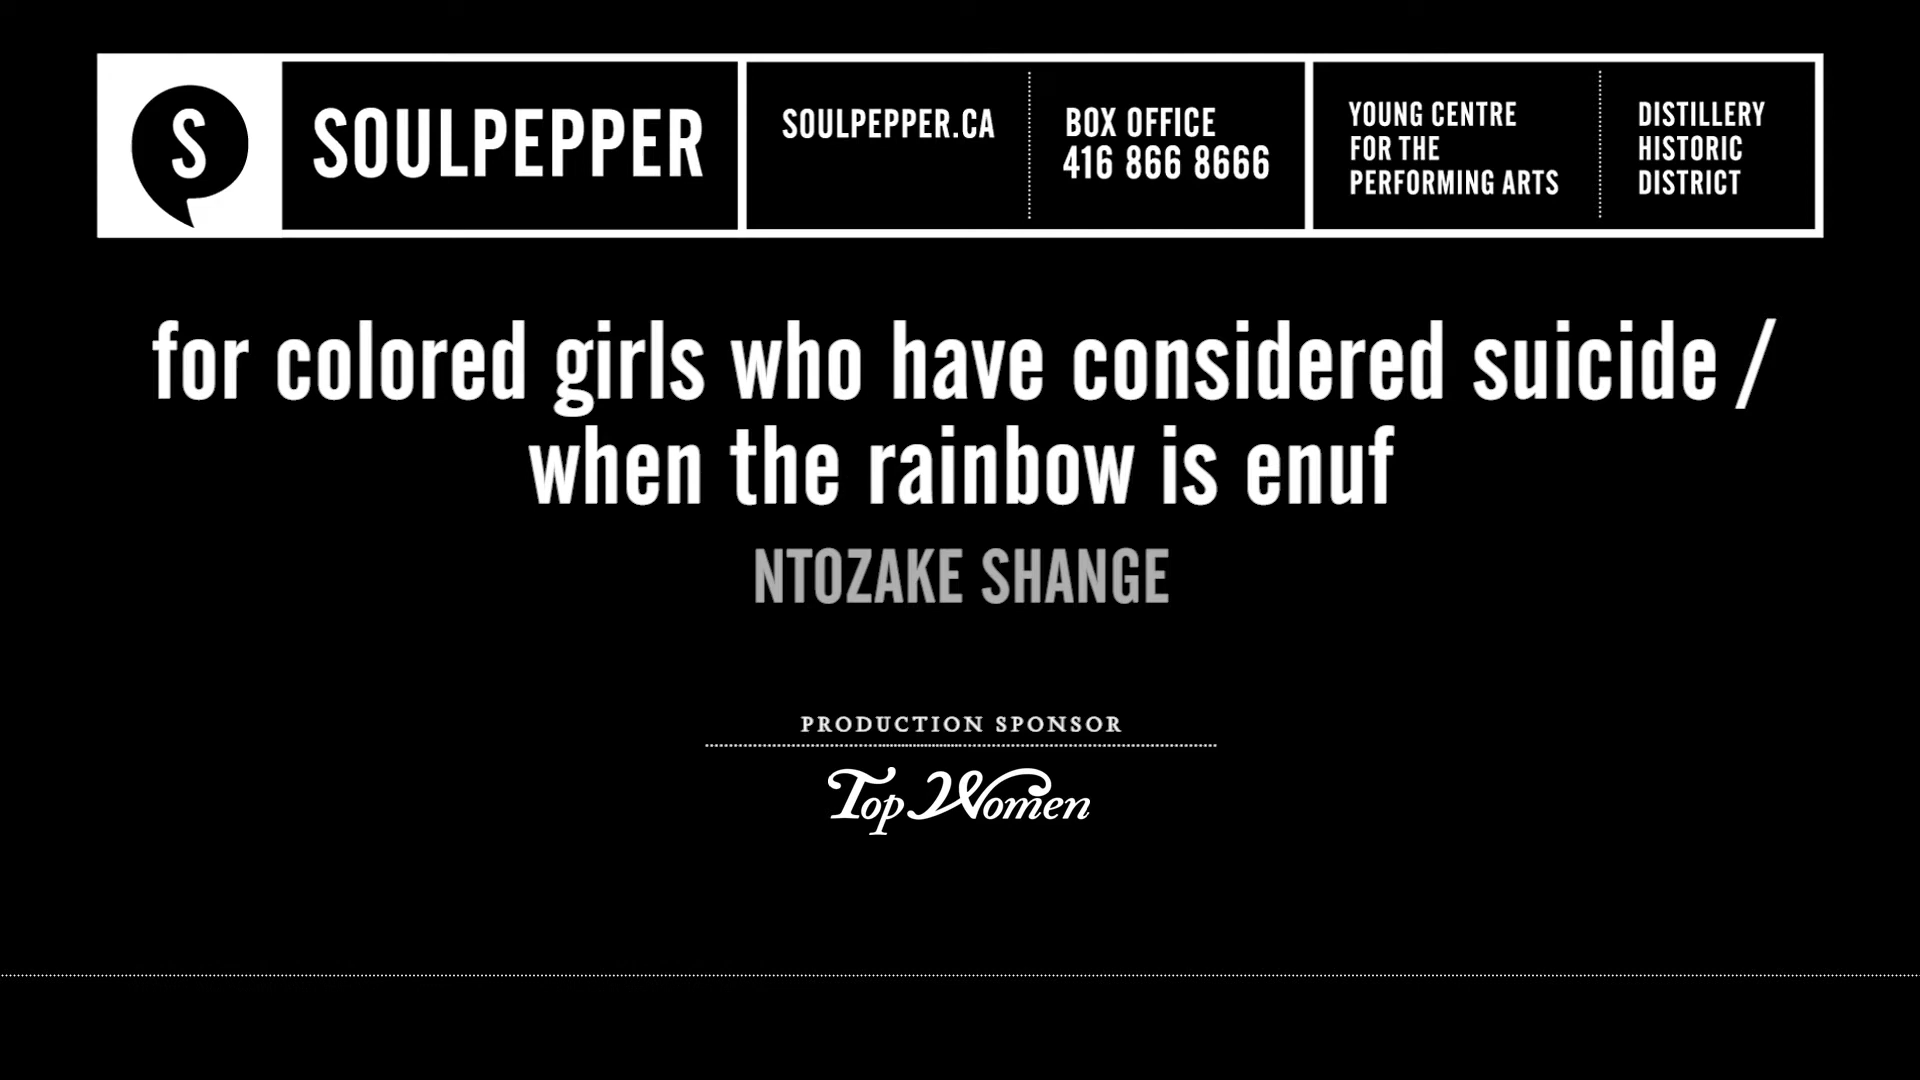 S
SOULPEPPER
SOULPEPPER.CA
BOX OFFICE
416 866 8666
YOUNG CENTRE
FOR THE
PERFORMING ARTS
DISTILLERY
HISTORIC
DISTRICT
for colored girls who have considered suicide /
when the rainbow is enuf
NTOZAKE SHANGE
PRODUCTION SPONSOR
Top Women